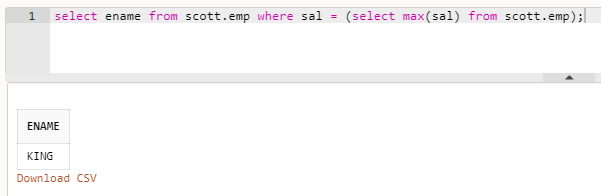 1 select ename from scott.emp where sal = (select max(sal) from scott.emp);
ENAME
KING
Download CSV